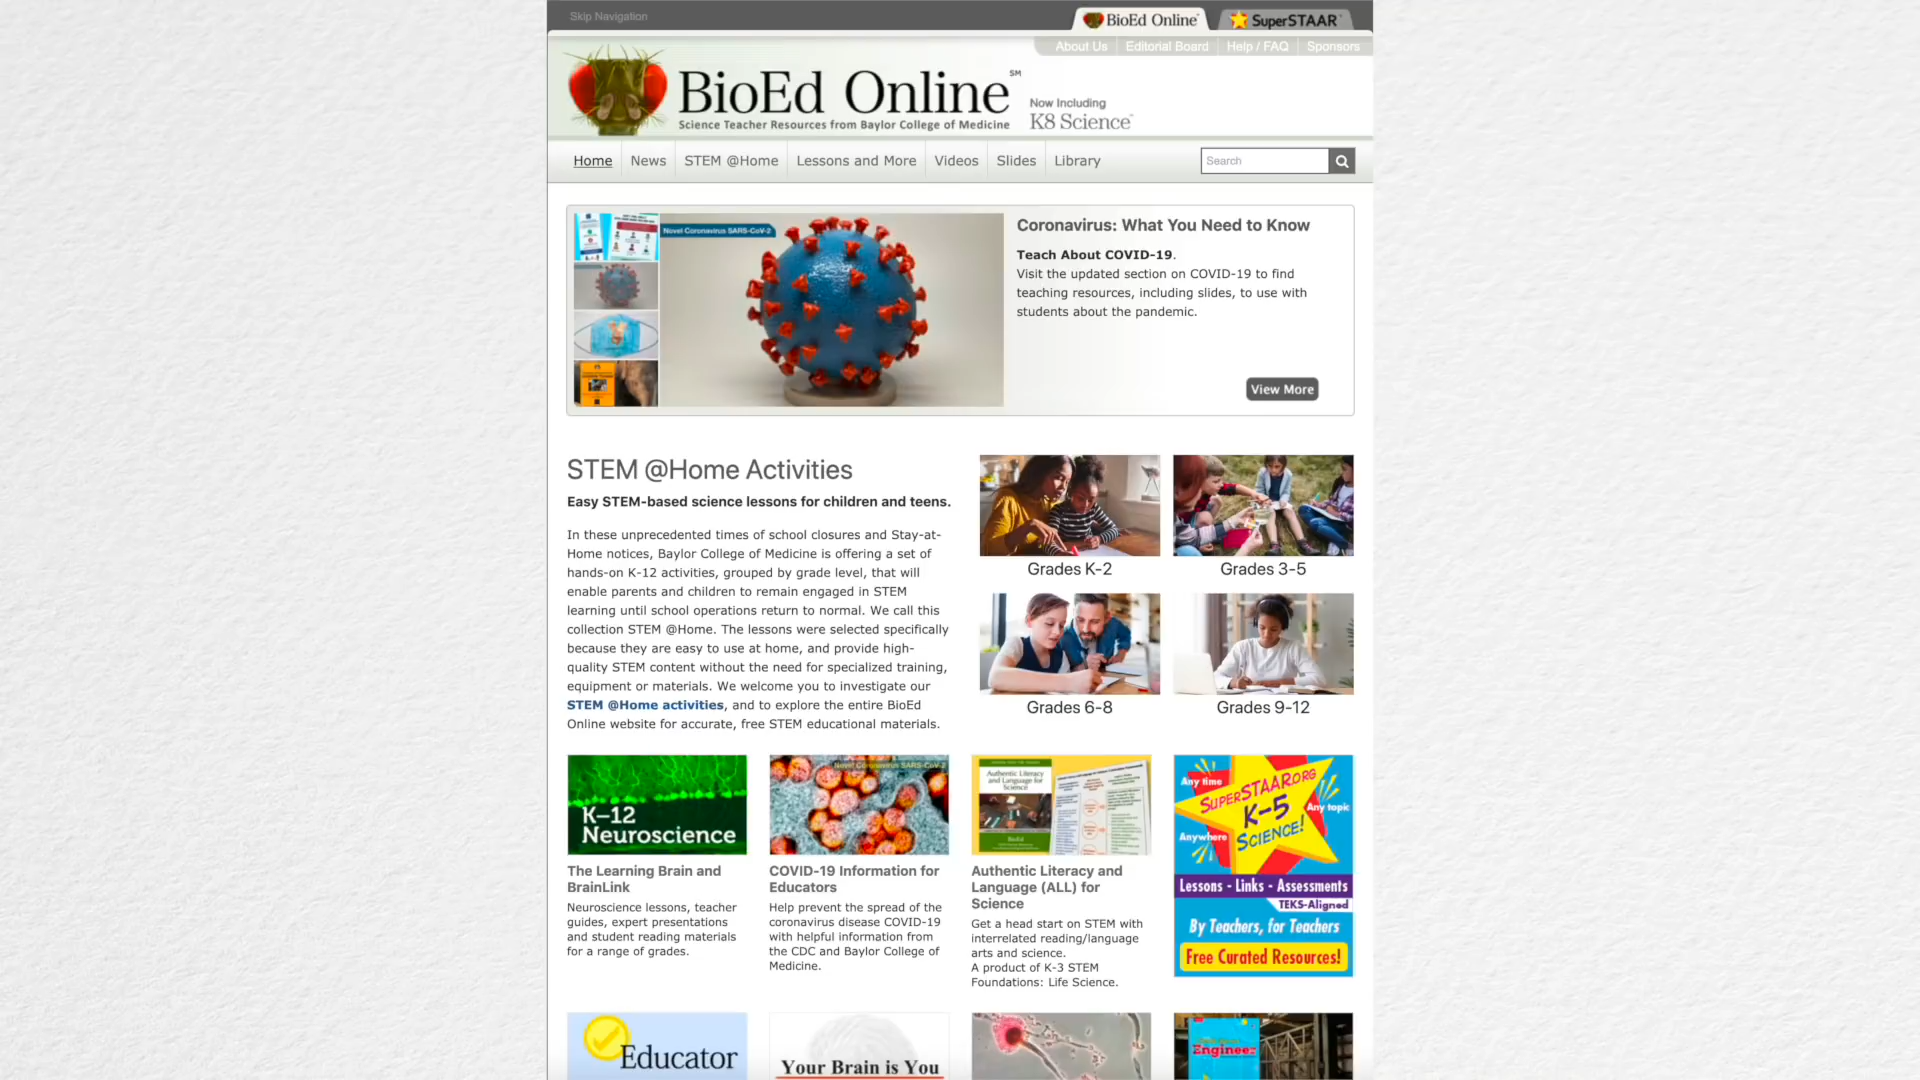 Skip Navigation
BioEd Online
SuperSTAAR
About Us
Editorial Board
Help / FAQ
Sponsors
BioEd Online SM
Science Teacher Resources from Baylor College of Medicine
Now Including
K8 Science
Home
News
STEM @Home
Lessons and More
Videos
Slides
Library
Search
Novel Coronavirus SARS-CoV-2
Coronavirus: What You Need to Know
Teach About COVID-19.
Visit the updated section on COVID-19 to find
teaching resources, including slides, to use with
students about the pandemic.
View More
STEM @Home Activities
Easy STEM-based science lessons for children and teens.
In these unprecedented times of school closures and Stay-at-
Home notices, Baylor College of Medicine is offering a set of
hands-on K-12 activities, grouped by grade level, that will
enable parents and children to remain engaged in STEM
learning until school operations return to normal. We call this
collection STEM @Home. The lessons were selected specifically
because they are easy to use at home, and provide high-
quality STEM content without the need for specialized training,
equipment or materials. We welcome you to investigate our
STEM @Home activities, and to explore the entire BioEd
Online website for accurate, free STEM educational materials.
Grades K-2
Grades 3-5
Grades 6-8
Grades 9-12
K–12
Neuroscience
The Learning Brain and
BrainLink
Neuroscience lessons, teacher
guides, expert presentations
and student reading materials
for a range of grades.
Novel Coronavirus SARS-CoV-2
COVID-19 Information for
Educators
Help prevent the spread of the
coronavirus disease COVID-19
with helpful information from
the CDC and Baylor College of
Medicine.
Authentic Literacy
and Language for
Science
Authentic Literacy and
Language (ALL) for
Science
Get a head start on STEM with
interrelated reading/language
arts and science.
A product of K-3 STEM
Foundations: Life Science.
Any time
SuperSTAAR.org
Any topic
K-5
Anywhere
Science!
Lessons - Links - Assessments
TEKS-Aligned
By Teachers, for Teachers
Free Curated Resources!
Educator
Your Brain is You
Engineer